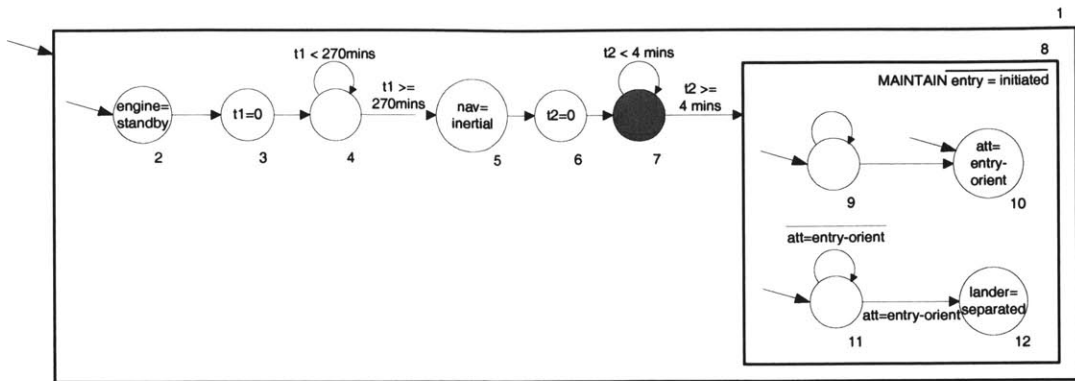 1
t1 < 270mins
t2 < 4 mins
8
MAINTAIN entry = initiated
engine=
standby
t1=0
t1 >=
270mins
nav=
inertial
t2=0
t2 >=
4 mins
2
3
4
5
6
7
att=
entry-
orient
9
10
att=entry-orient
att=entry-orient
lander=
separated
11
12